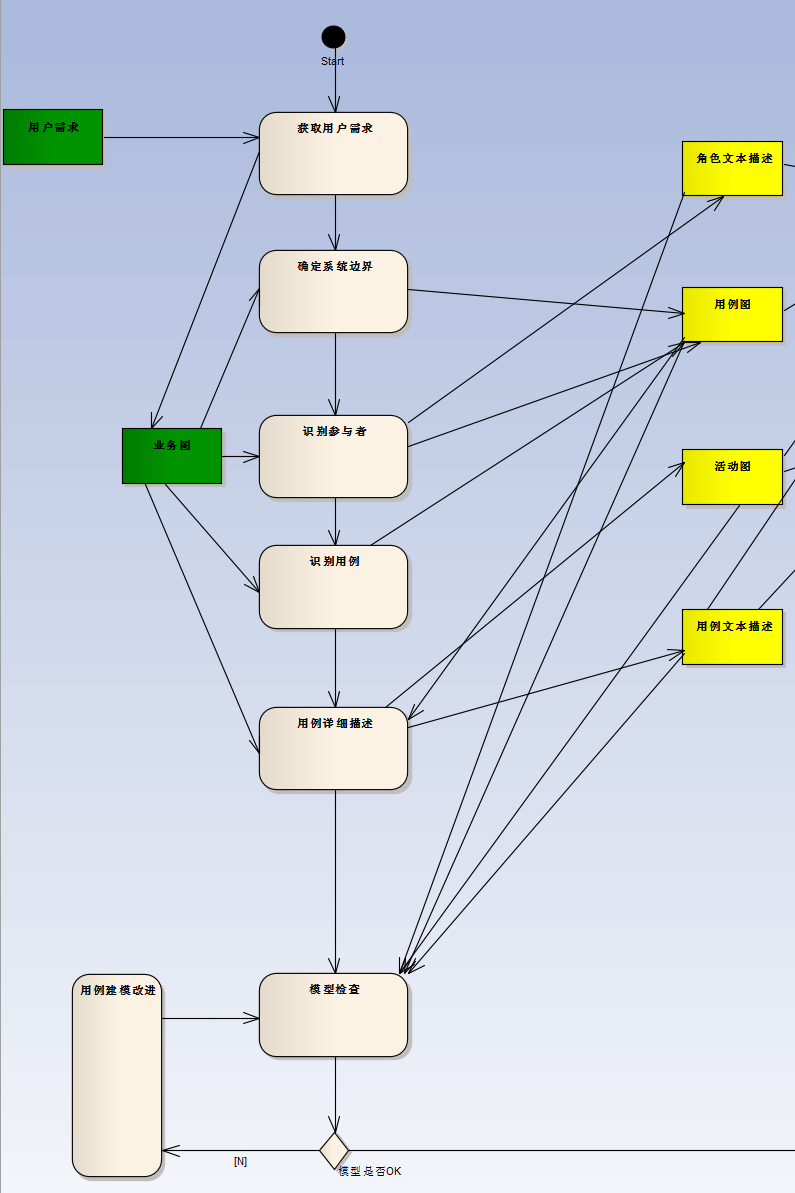 Start
用户需求
获取用户需求
角色文本描述
确定系统边界
用例图
业务图
识别参与者
活动图
识别用例
用例文本描述
用例详细描述
用例建模改进
模型检查
[N]
模型是否OK